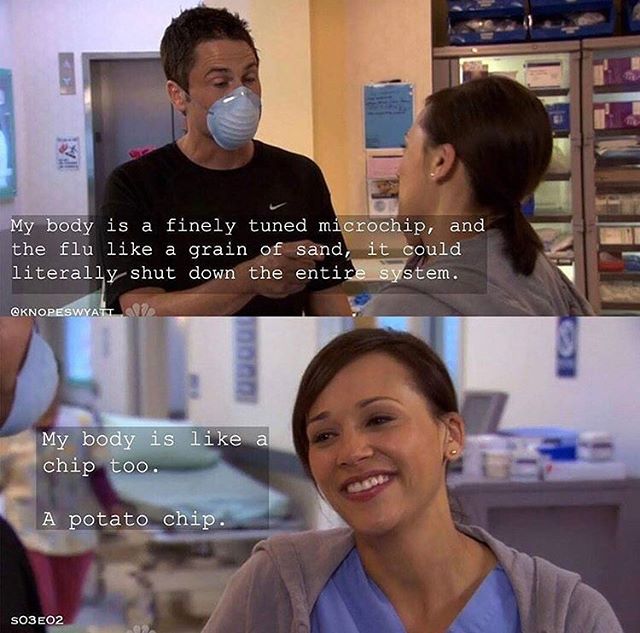 My body is a finely tuned microchip, and
the flu like a grain of sand, it could
literally shut down the entire system.
@KNOPESWYATT
My body is like a
chip too.
A potato chip.
S03E02